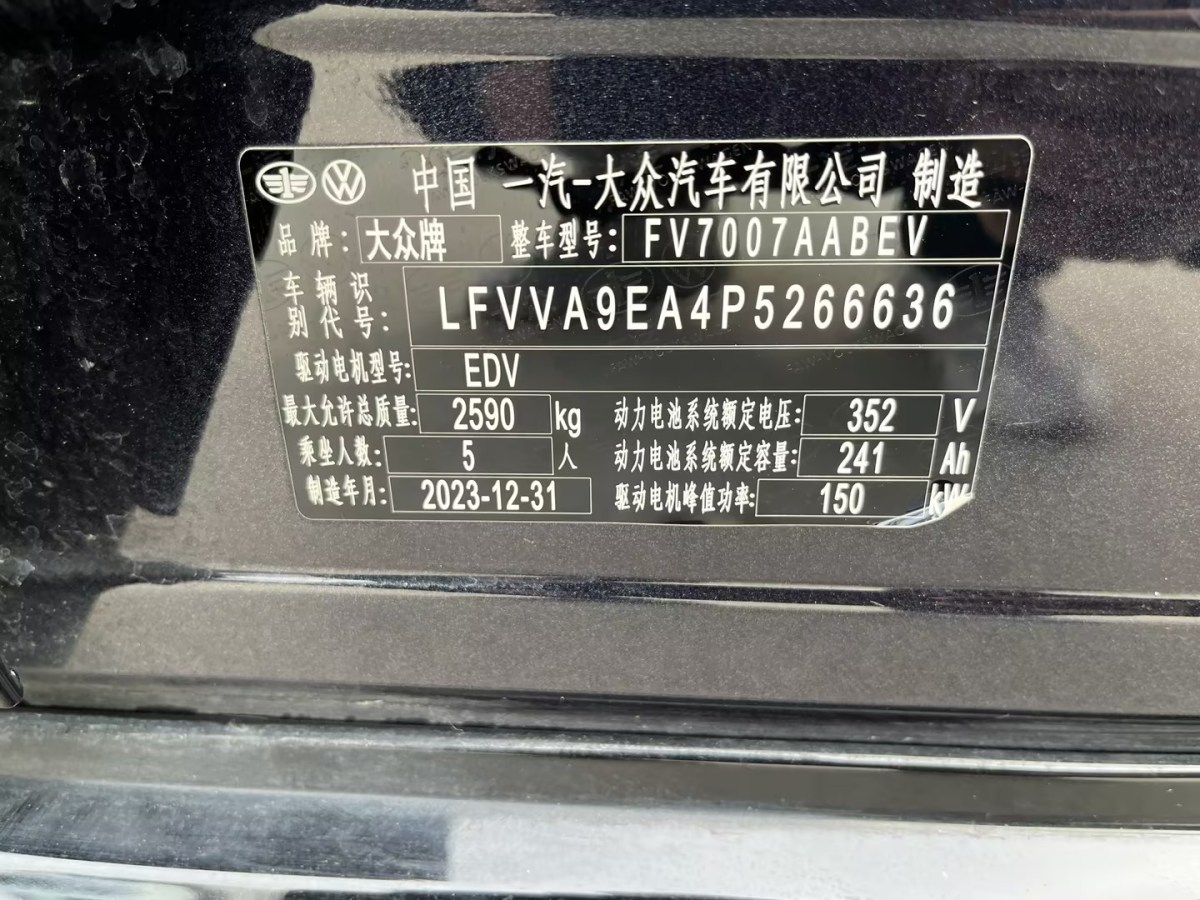 中国 一汽-大众汽车有限公司 制造
品牌: 大众牌 整车型号: FV7007AABEV
车辆识别代号: LFVVA9EA4P5266636
驱动电机型号: EDV
最大允许总质量: 2590 kg 动力电池系统额定电压: 352 V
乘坐人数: 5 人 动力电池系统额定容量: 241 Ah
制造年月: 2023-12-31 驱动电机峰值功率: 150 kW